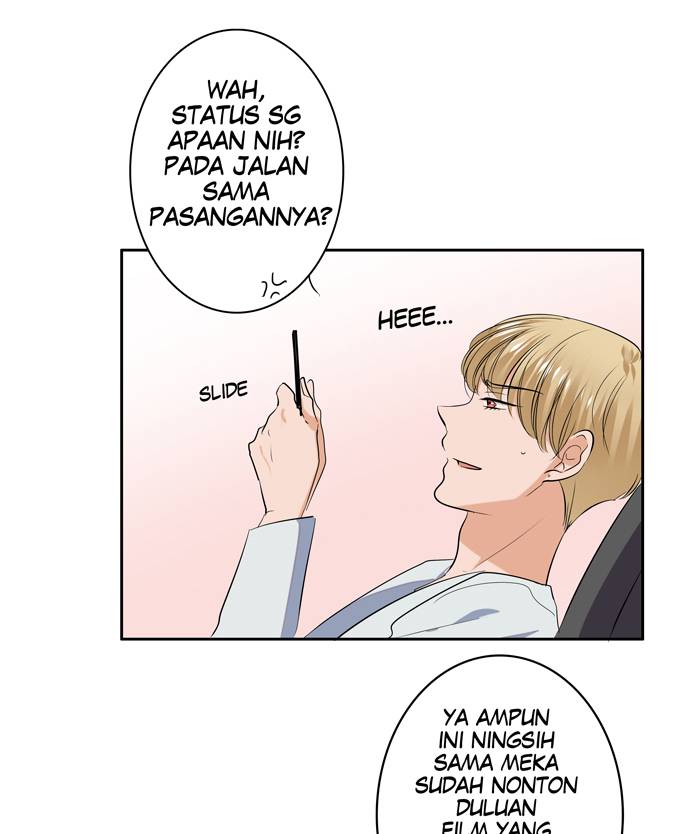 WAH,
STATUS SG
APAAN NIH?
PADA JALAN
SAMA
PASANGANNYA?
HEEE...
SLIDE
YA AMPUN
INI NINGSIH
SAMA MEKA
SUDAH NONTON
DULUAN
FILM YANG